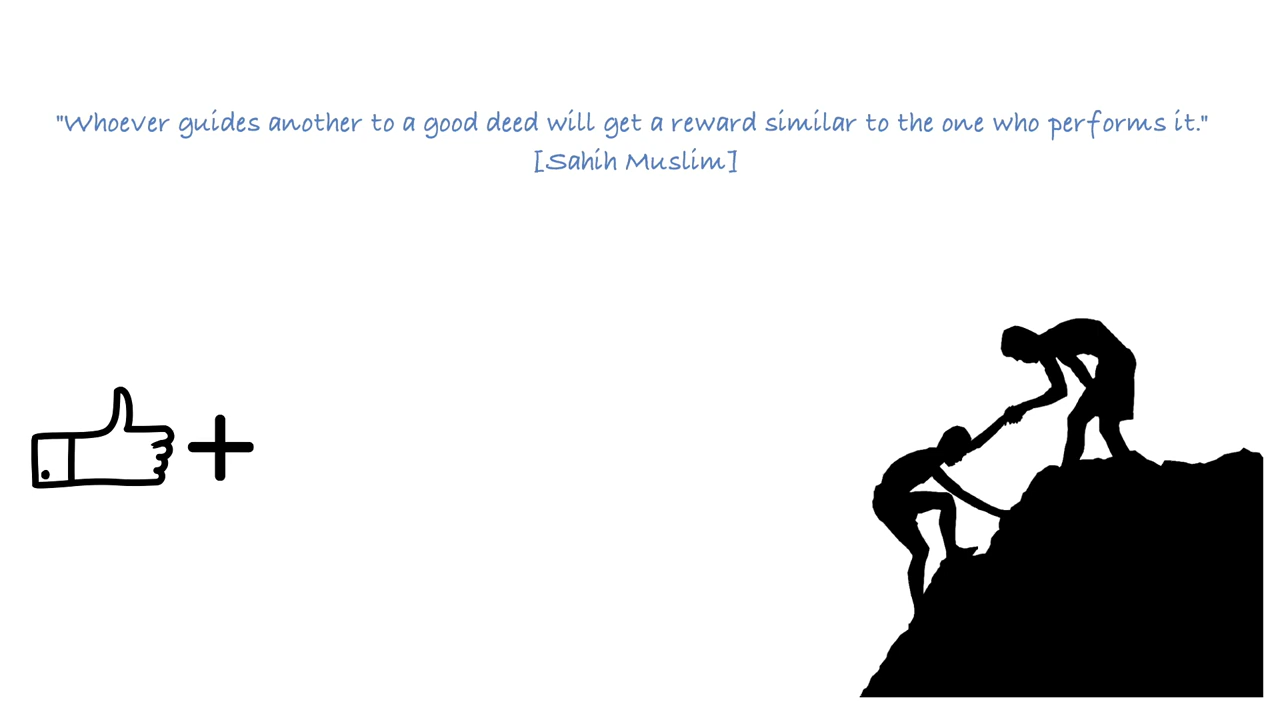 "Whoever guides another to a good deed will get a reward similar to the one who performs it."
[Sahih Muslim]